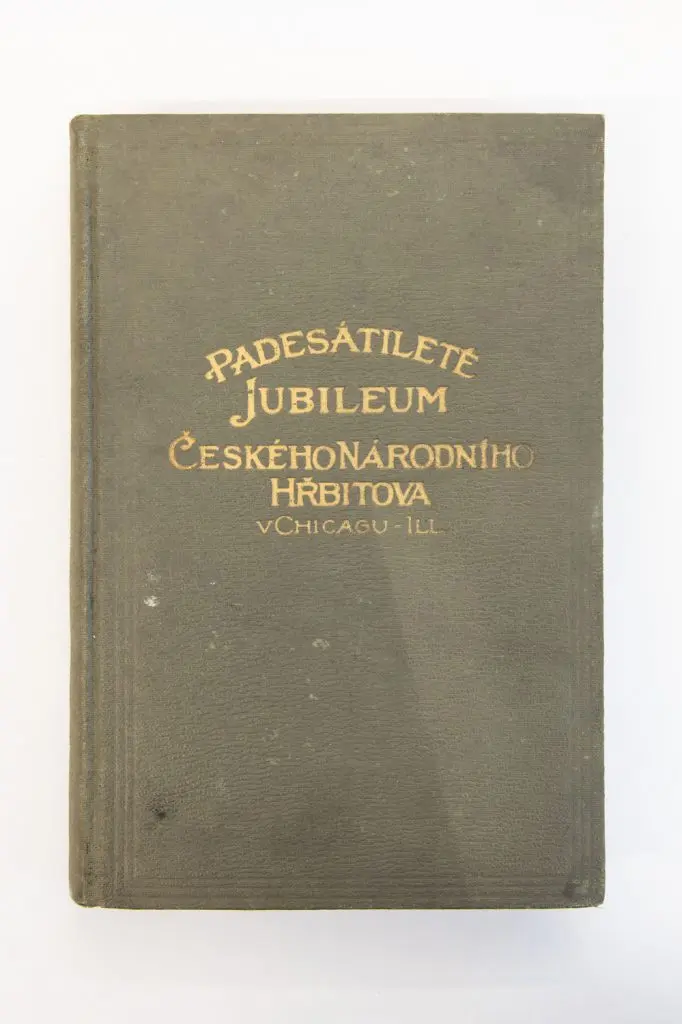 PADESÁTILETÉ
JUBILEUM
ČESKÉHO NÁRODNÍHO
HŘBITOVA
V CHICAGU - ILL.